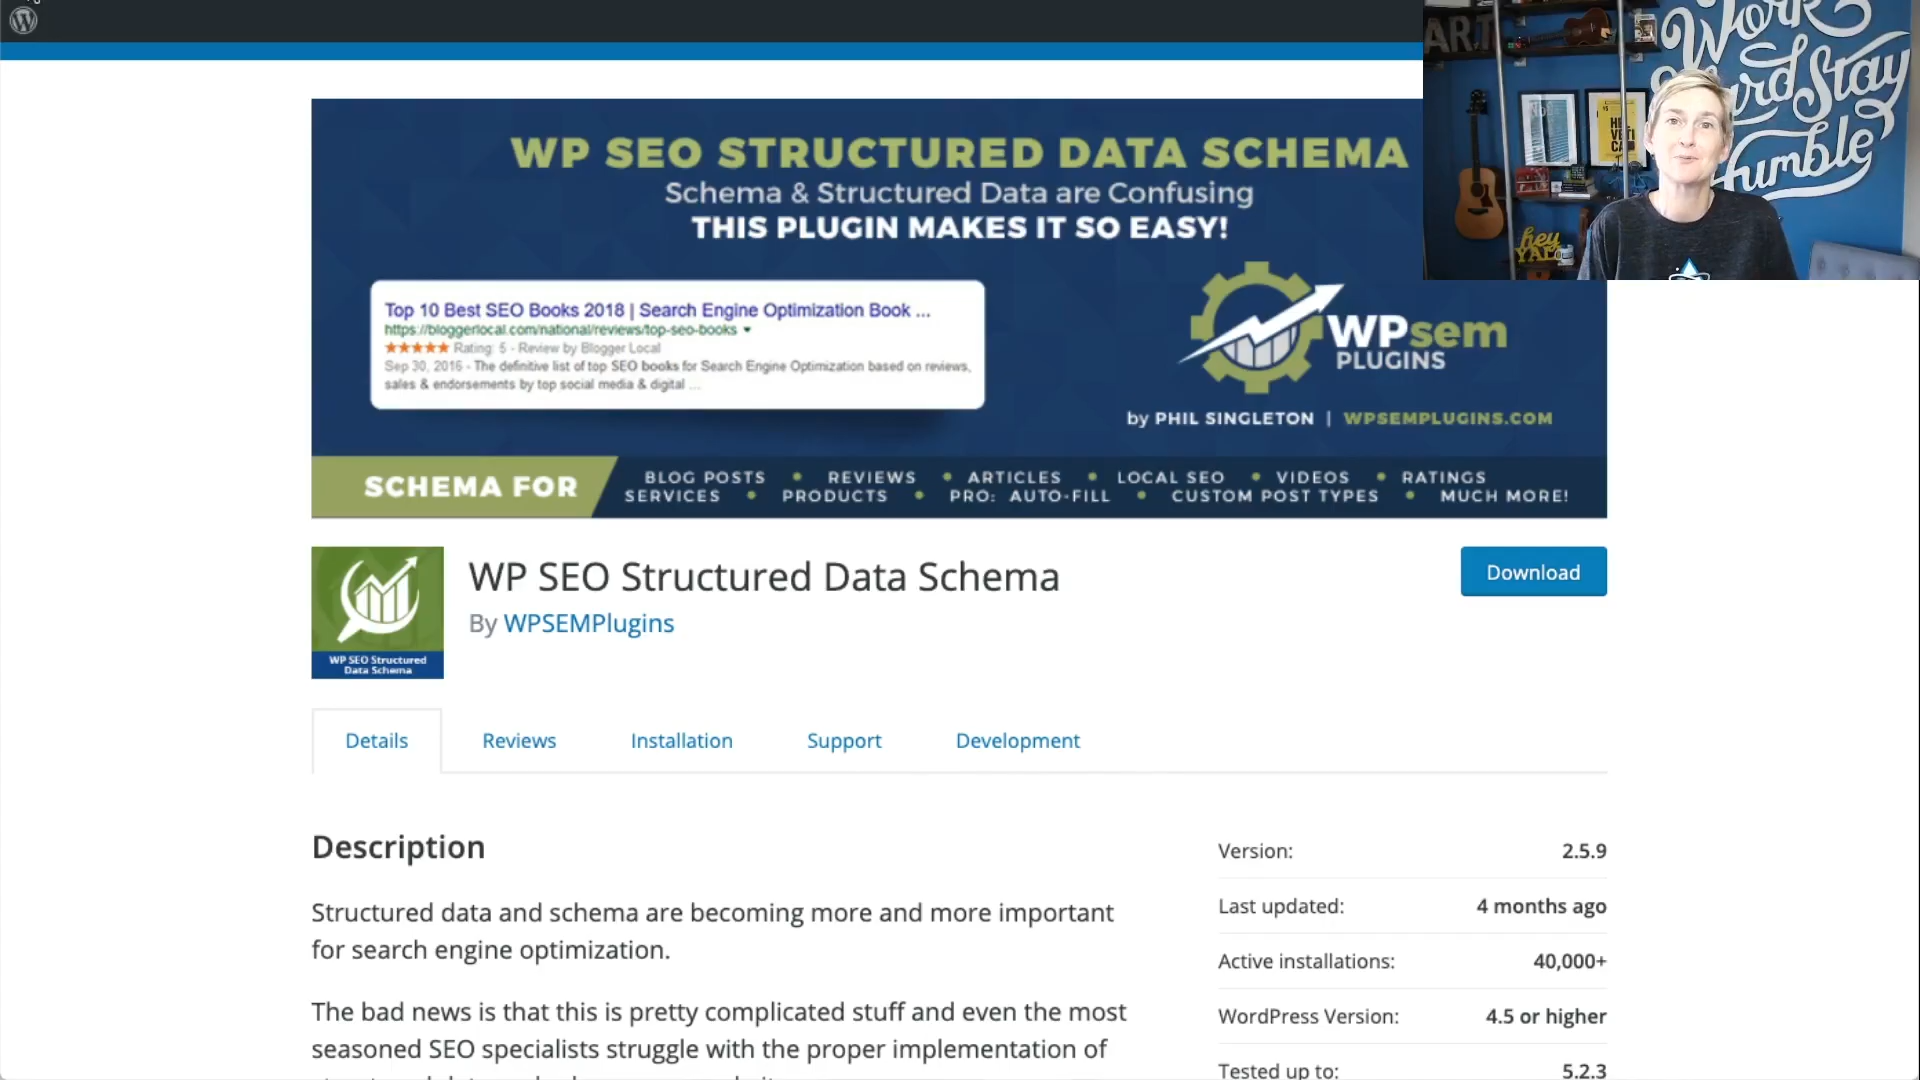 WP SEO STRUCTURED DATA SCHEMA
Schema & Structured Data are Confusing
THIS PLUGIN MAKES IT SO EASY!
Top 10 Best SEO Books 2018 | Search Engine Optimization Book ...
https://bloggerlocal.com/national/reviews/top-seo-books
Rating: 5 - Review by Blogger Local
Sep 30, 2016 - The definitive list of top SEO books for Search Engine Optimization based on reviews,
sales & endorsements by top social media & digital ...
WPsem
PLUGINS
by PHIL SINGLETON | WPSEMPLUGINS.COM
SCHEMA FOR
BLOG POSTS • REVIEWS • ARTICLES • LOCAL SEO • VIDEOS • RATINGS
SERVICES • PRODUCTS • PRO: AUTO-FILL • CUSTOM POST TYPES • MUCH MORE!
ART
Work
Hard Stay
Humble
hey
Y'ALL
WP SEO Structured
Data Schema
WP SEO Structured Data Schema
By WPSEMPlugins
Download
Details
Reviews
Installation
Support
Development
Description
Structured data and schema are becoming more and more important
for search engine optimization.
The bad news is that this is pretty complicated stuff and even the most
seasoned SEO specialists struggle with the proper implementation of
Version: 2.5.9
Last updated: 4 months ago
Active installations: 40,000+
WordPress Version: 4.5 or higher
Tested up to: 5.2.3